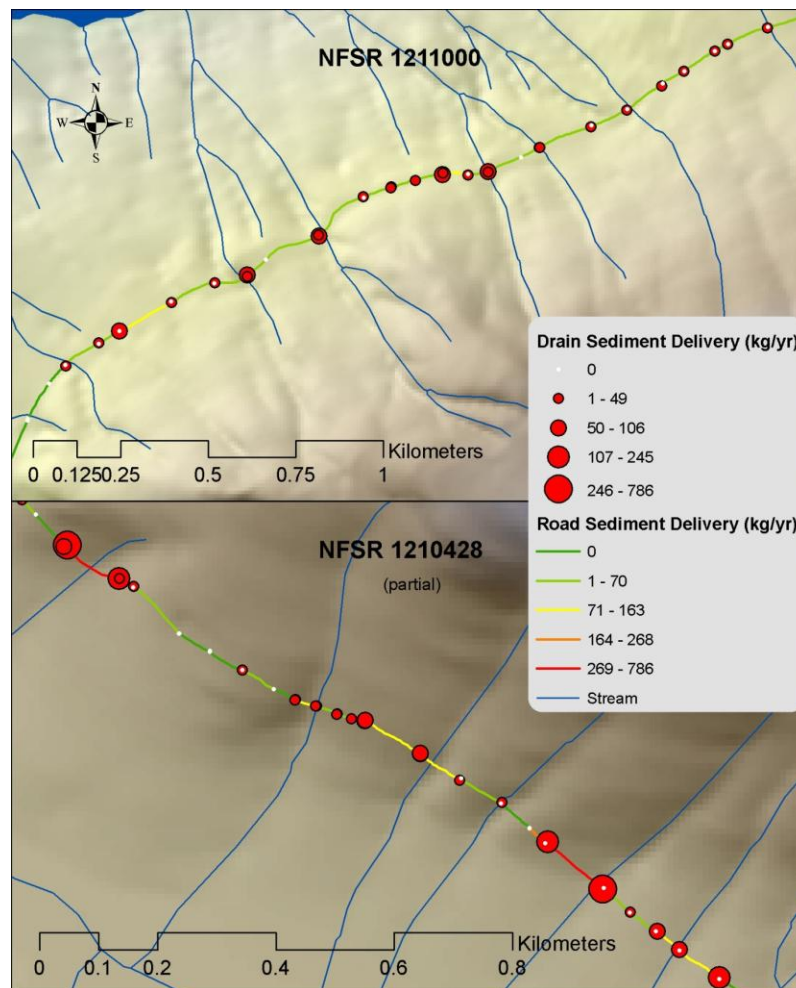 NFSR 1211000
N
W E
S
Kilometers
0 0.1250.25 0.5 0.75 1
Drain Sediment Delivery (kg/yr)
0
1 - 49
50 - 106
107 - 245
246 - 786
Road Sediment Delivery (kg/yr)
0
1 - 70
71 - 163
164 - 268
269 - 786
Stream
NFSR 1210428
(partial)
Kilometers
0 0.1 0.2 0.4 0.6 0.8